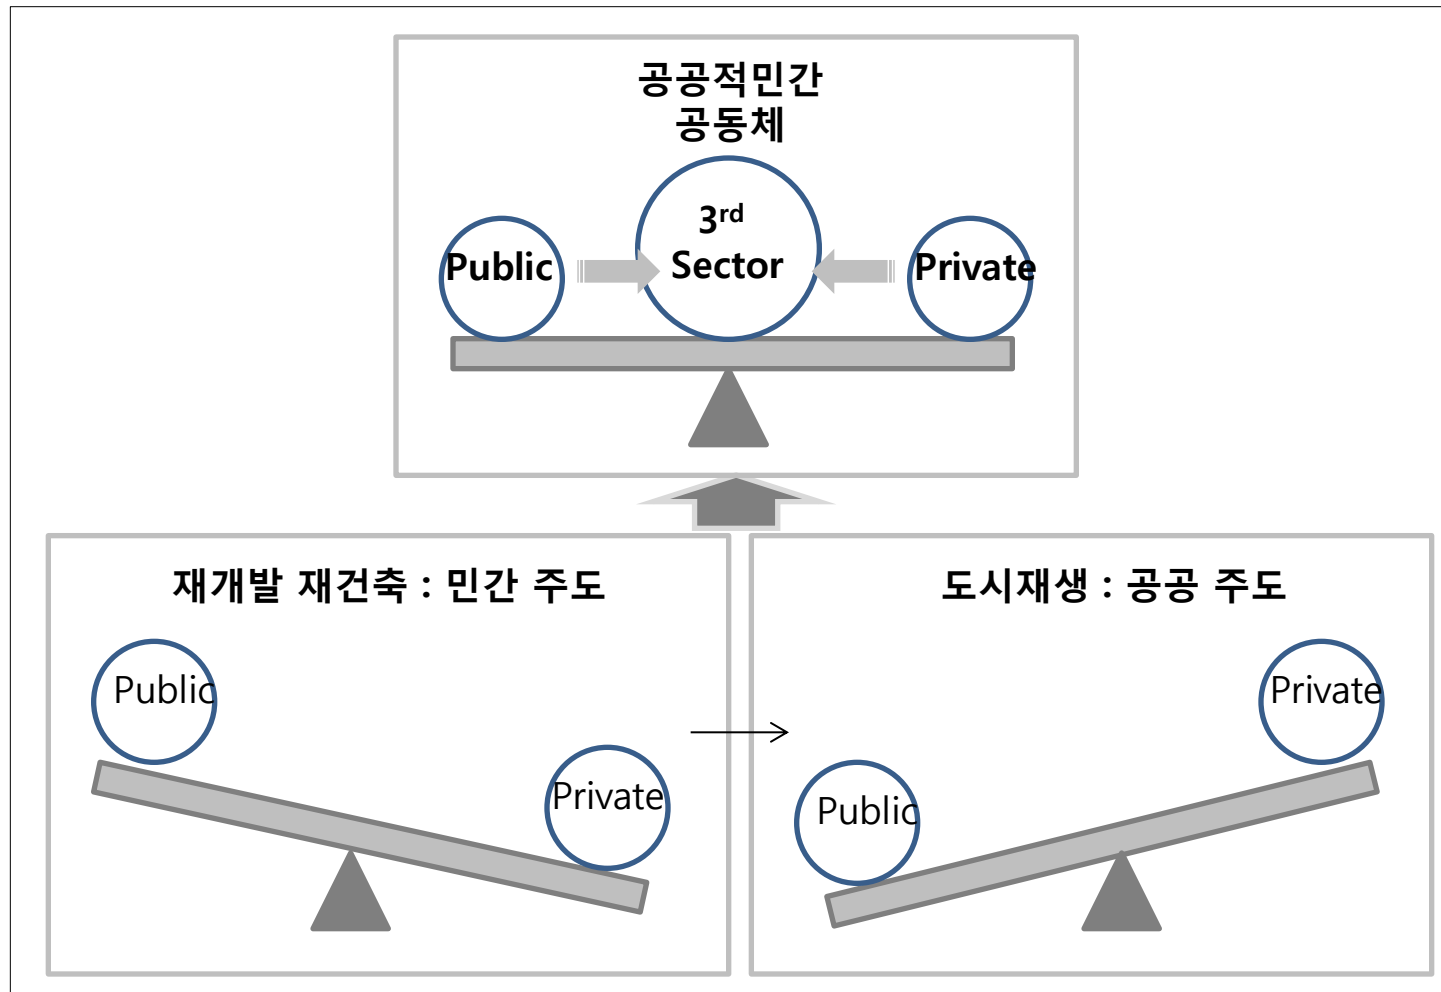 공공적민간
공동체
3rd
Sector
Public
Private
재개발 재건축 : 민간 주도
Public
Private
도시재생 : 공공 주도
Private
Public